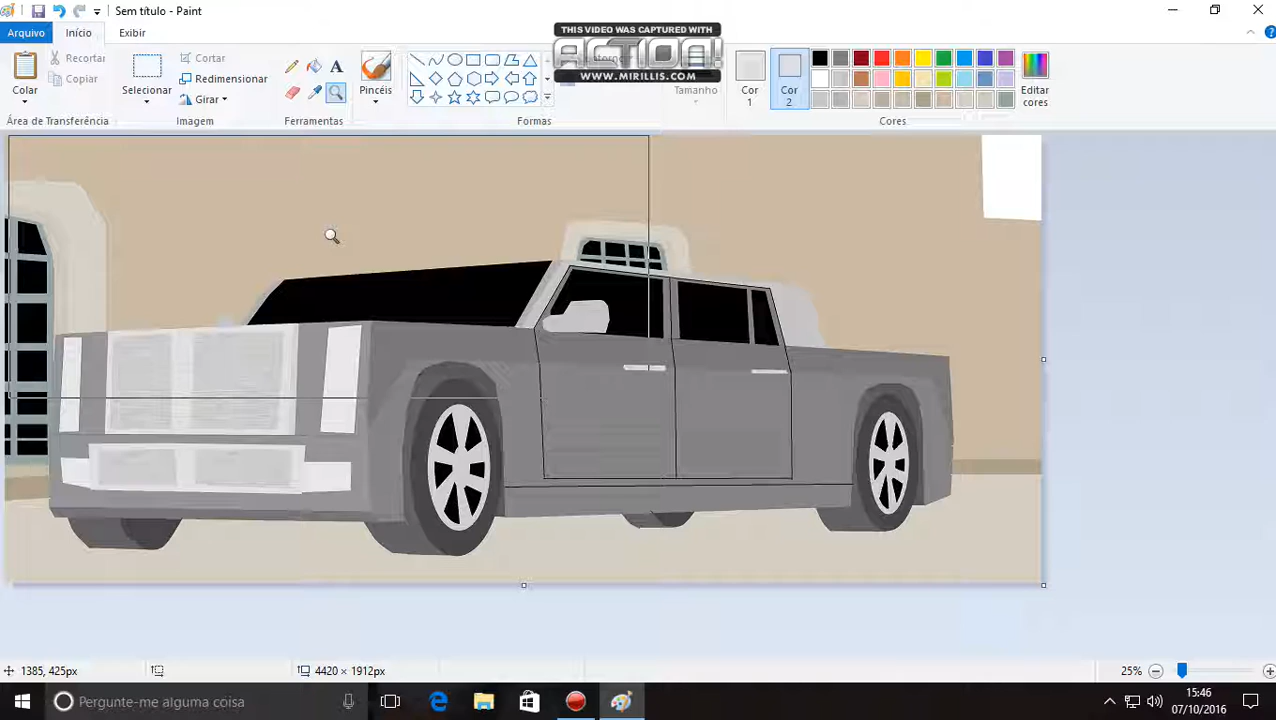 Sem título - Paint
Arquivo Início Exibir
THIS VIDEO WAS CAPTURED WITH
ACTION!
WWW.MIRILLIS.COM
Colar
Recortar
Copiar
Área de Transferência
Selecionar
Cortar
Redimensionar
Girar
Imagem
A
Ferramentas
Pincéis
Formas
Tamanho
Cor
1
Cor
2
Editar
cores
Cores
1385, 425px
4420 × 1912px
25%
Pergunte-me alguma coisa
15:46
07/10/2016